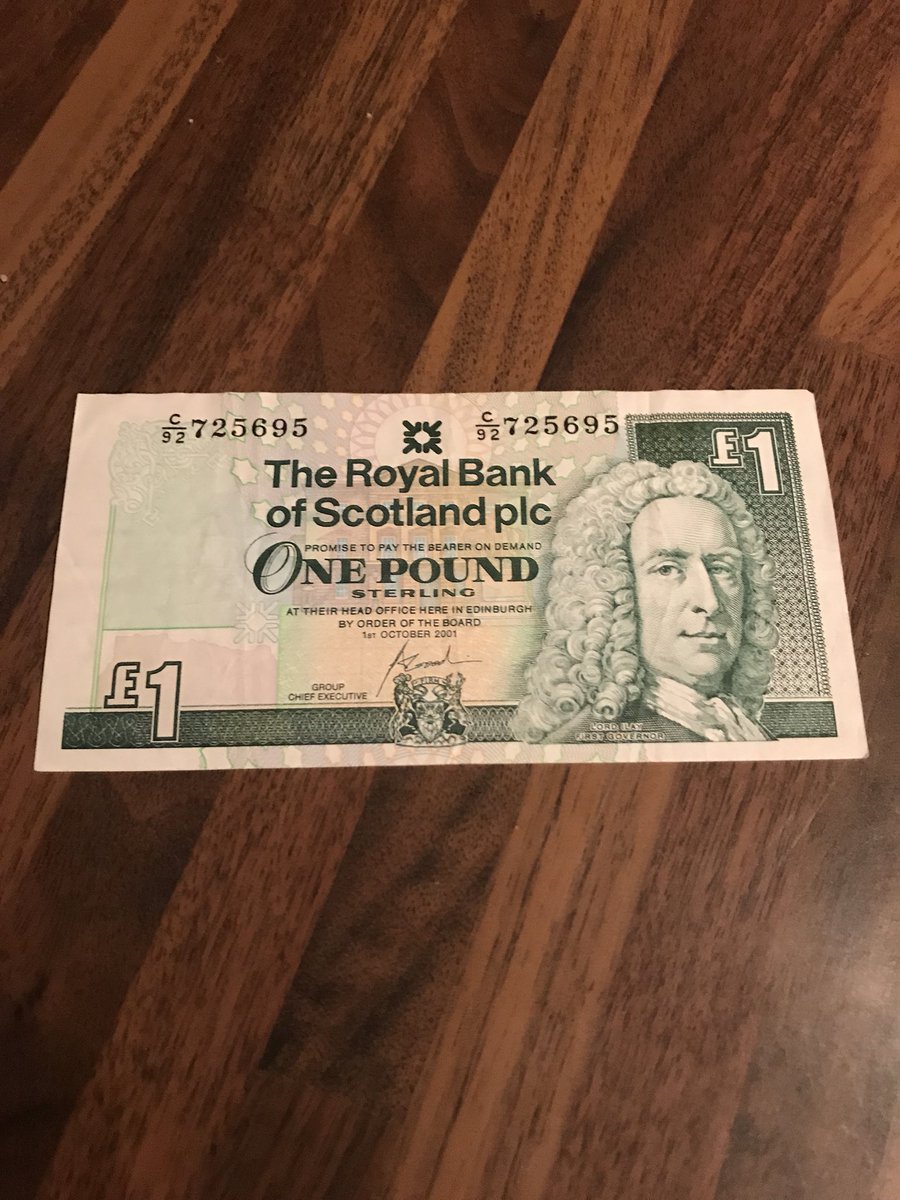 C/92 725695
C/92 725695
£1
The Royal Bank
of Scotland plc
PROMISE TO PAY THE BEARER ON DEMAND
ONE POUND
STERLING
AT THEIR HEAD OFFICE HERE IN EDINBURGH
BY ORDER OF THE BOARD
1ST OCTOBER 2001
GROUP
CHIEF EXECUTIVE
£1
LORD ILAY
FIRST GOVERNOR